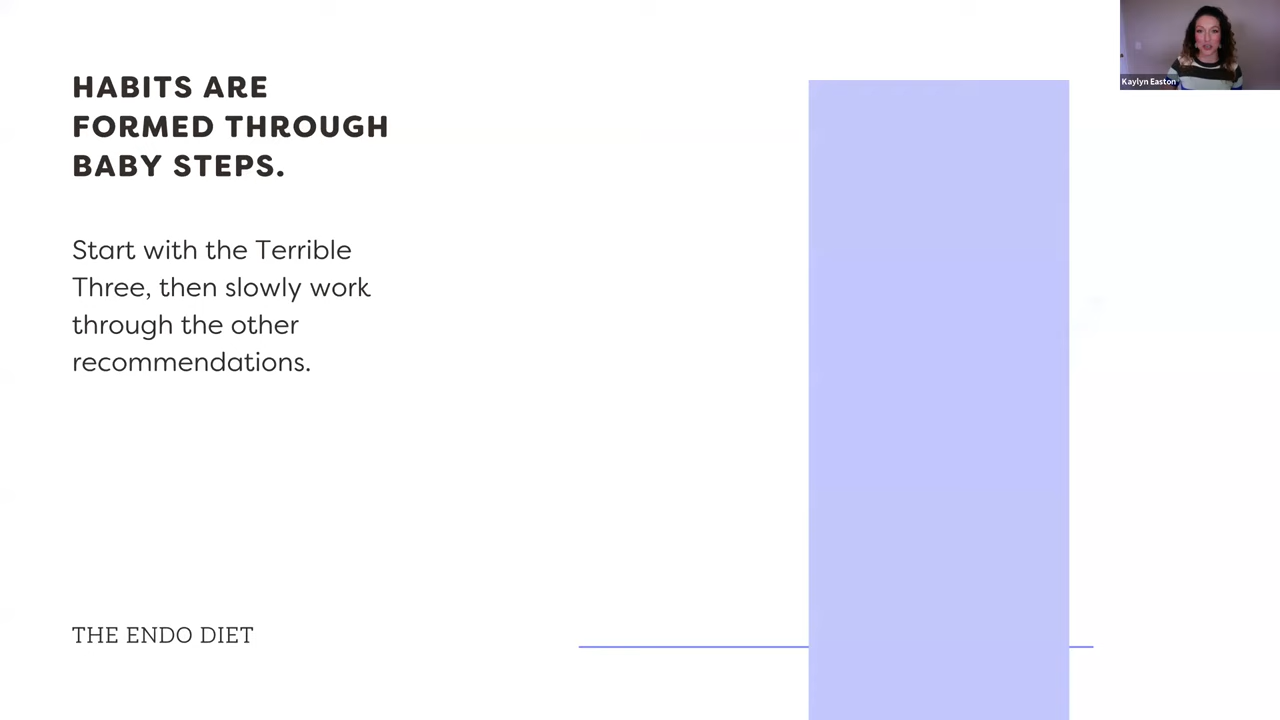 HABITS ARE
FORMED THROUGH
BABY STEPS.
Start with the Terrible
Three, then slowly work
through the other
recommendations.
THE ENDO DIET
Kaylyn Easton